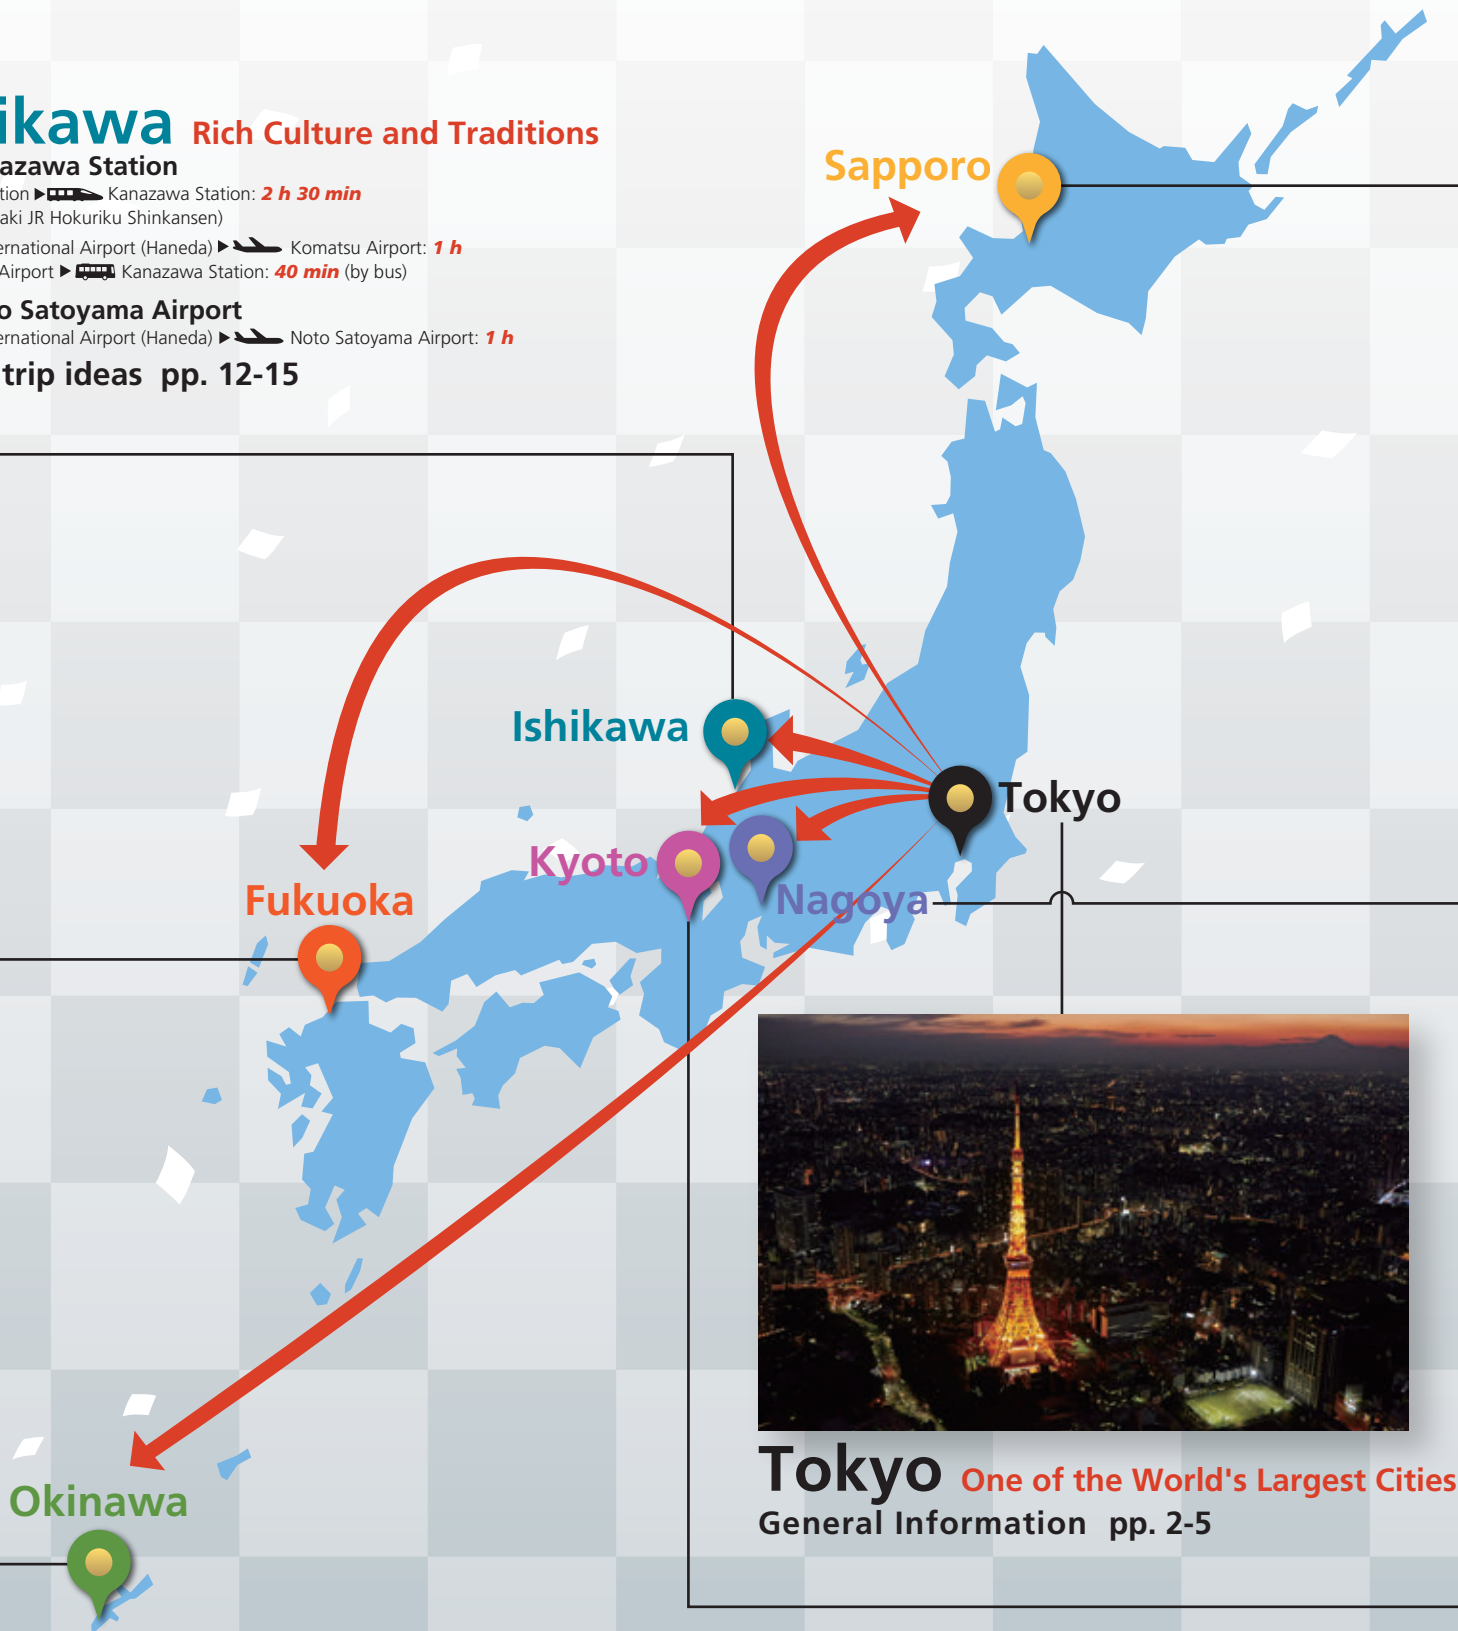 ikawa Rich Culture and Traditions
azawa Station
tion Kanazawa Station: 2 h 30 min
aki JR Hokuriku Shinkansen)
ernational Airport (Haneda) Komatsu Airport: 1 h
Airport Kanazawa Station: 40 min (by bus)
o Satoyama Airport
ernational Airport (Haneda) Noto Satoyama Airport: 1 h
trip ideas pp. 12-15
Sapporo
Ishikawa
Tokyo
Kyoto
Nagoya
Fukuoka
Okinawa
Tokyo One of the World's Largest Cities
General Information pp. 2-5